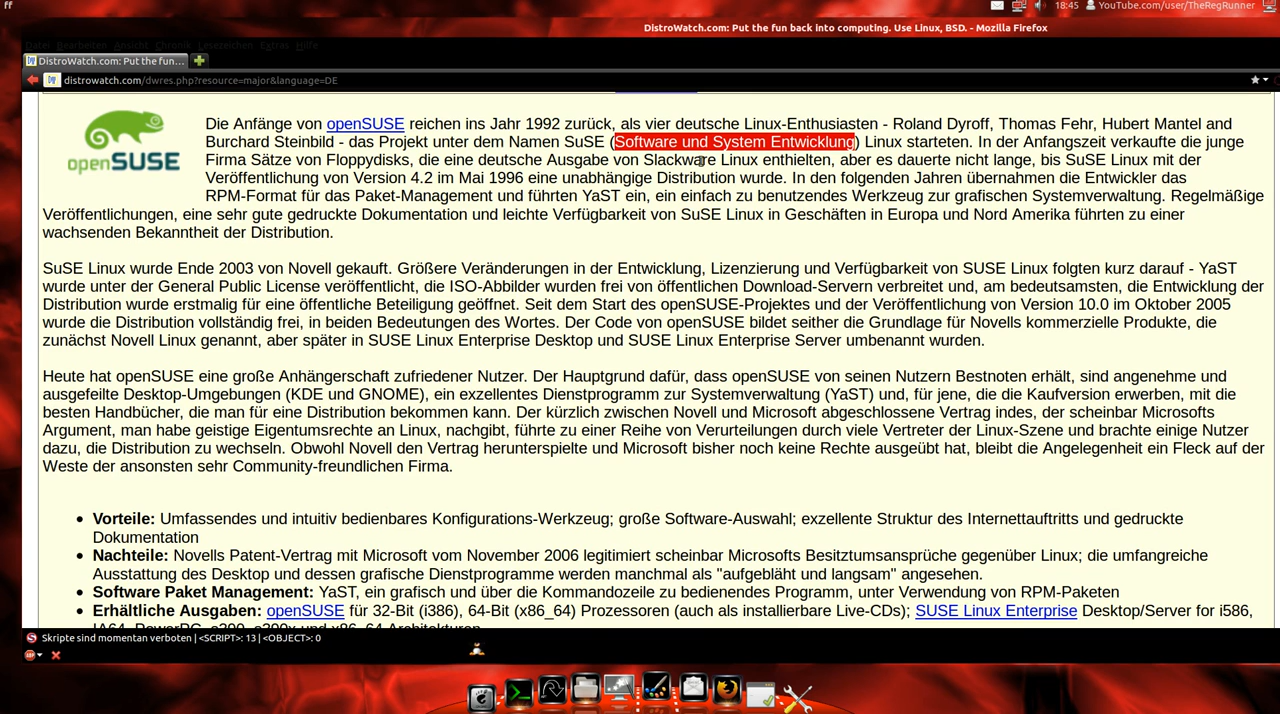 ff
18:45 YouTube.com/user/TheRegRunner
DistroWatch.com: Put the fun back into computing. Use Linux, BSD. - Mozilla Firefox
Datei Bearbeiten Ansicht Chronik Lesezeichen Extras Hilfe
DistroWatch.com: Put the fun...
distrowatch.com/dwres.php?resource=major&language=DE
openSUSE
Die Anfänge von openSUSE reichen ins Jahr 1992 zurück, als vier deutsche Linux-Enthusiasten - Roland Dyroff, Thomas Fehr, Hubert Mantel and
Burchard Steinbild - das Projekt unter dem Namen SuSE (Software und System Entwicklung) Linux starteten. In der Anfangszeit verkaufte die junge
Firma Sätze von Floppydisks, die eine deutsche Ausgabe von Slackware Linux enthielten, aber es dauerte nicht lange, bis SuSE Linux mit der
Veröffentlichung von Version 4.2 im Mai 1996 eine unabhängige Distribution wurde. In den folgenden Jahren übernahmen die Entwickler das
RPM-Format für das Paket-Management und führten YaST ein, ein einfach zu benutzendes Werkzeug zur grafischen Systemverwaltung. Regelmäßige
Veröffentlichungen, eine sehr gute gedruckte Dokumentation und leichte Verfügbarkeit von SuSE Linux in Geschäften in Europa und Nord Amerika führten zu einer
wachsenden Bekanntheit der Distribution.
SuSE Linux wurde Ende 2003 von Novell gekauft. Größere Veränderungen in der Entwicklung, Lizenzierung und Verfügbarkeit von SUSE Linux folgten kurz darauf - YaST
wurde unter der General Public License veröffentlicht, die ISO-Abbilder wurden frei von öffentlichen Download-Servern verbreitet und, am bedeutsamsten, die Entwicklung der
Distribution wurde erstmalig für eine öffentliche Beteiligung geöffnet. Seit dem Start des openSUSE-Projektes und der Veröffentlichung von Version 10.0 im Oktober 2005
wurde die Distribution vollständig frei, in beiden Bedeutungen des Wortes. Der Code von openSUSE bildet seither die Grundlage für Novells kommerzielle Produkte, die
zunächst Novell Linux genannt, aber später in SUSE Linux Enterprise Desktop und SUSE Linux Enterprise Server umbenannt wurden.
Heute hat openSUSE eine große Anhängerschaft zufriedener Nutzer. Der Hauptgrund dafür, dass openSUSE von seinen Nutzern Bestnoten erhält, sind angenehme und
ausgefeilte Desktop-Umgebungen (KDE und GNOME), ein exzellentes Dienstprogramm zur Systemverwaltung (YaST) und, für jene, die die Kaufversion erwerben, mit die
besten Handbücher, die man für eine Distribution bekommen kann. Der kürzlich zwischen Novell und Microsoft abgeschlossene Vertrag indes, der scheinbar Microsofts
Argument, man habe geistige Eigentumsrechte an Linux, nachgibt, führte zu einer Reihe von Verurteilungen durch viele Vertreter der Linux-Szene und brachte einige Nutzer
dazu, die Distribution zu wechseln. Obwohl Novell den Vertrag herunterspielte und Microsoft bisher noch keine Rechte ausgeübt hat, bleibt die Angelegenheit ein Fleck auf der
Weste der ansonsten sehr Community-freundlichen Firma.
• Vorteile: Umfassendes und intuitiv bedienbares Konfigurations-Werkzeug; große Software-Auswahl; exzellente Struktur des Internettauftritts und gedruckte
Dokumentation
• Nachteile: Novells Patent-Vertrag mit Microsoft vom November 2006 legitimiert scheinbar Microsofts Besitztumsansprüche gegenüber Linux; die umfangreiche
Ausstattung des Desktop und dessen grafische Dienstprogramme werden manchmal als "aufgebläht und langsam" angesehen.
• Software Paket Management: YaST, ein grafisch und über die Kommandozeile zu bedienendes Programm, unter Verwendung von RPM-Paketen
• Erhältliche Ausgaben: openSUSE für 32-Bit (i386), 64-Bit (x86_64) Prozessoren (auch als installierbare Live-CDs); SUSE Linux Enterprise Desktop/Server for i586,
IA64, PowerPC, s390, s390x und x86_64 Architekturen
Skripte sind momentan verboten | <SCRIPT>: 13 | <OBJECT>: 0
ABP